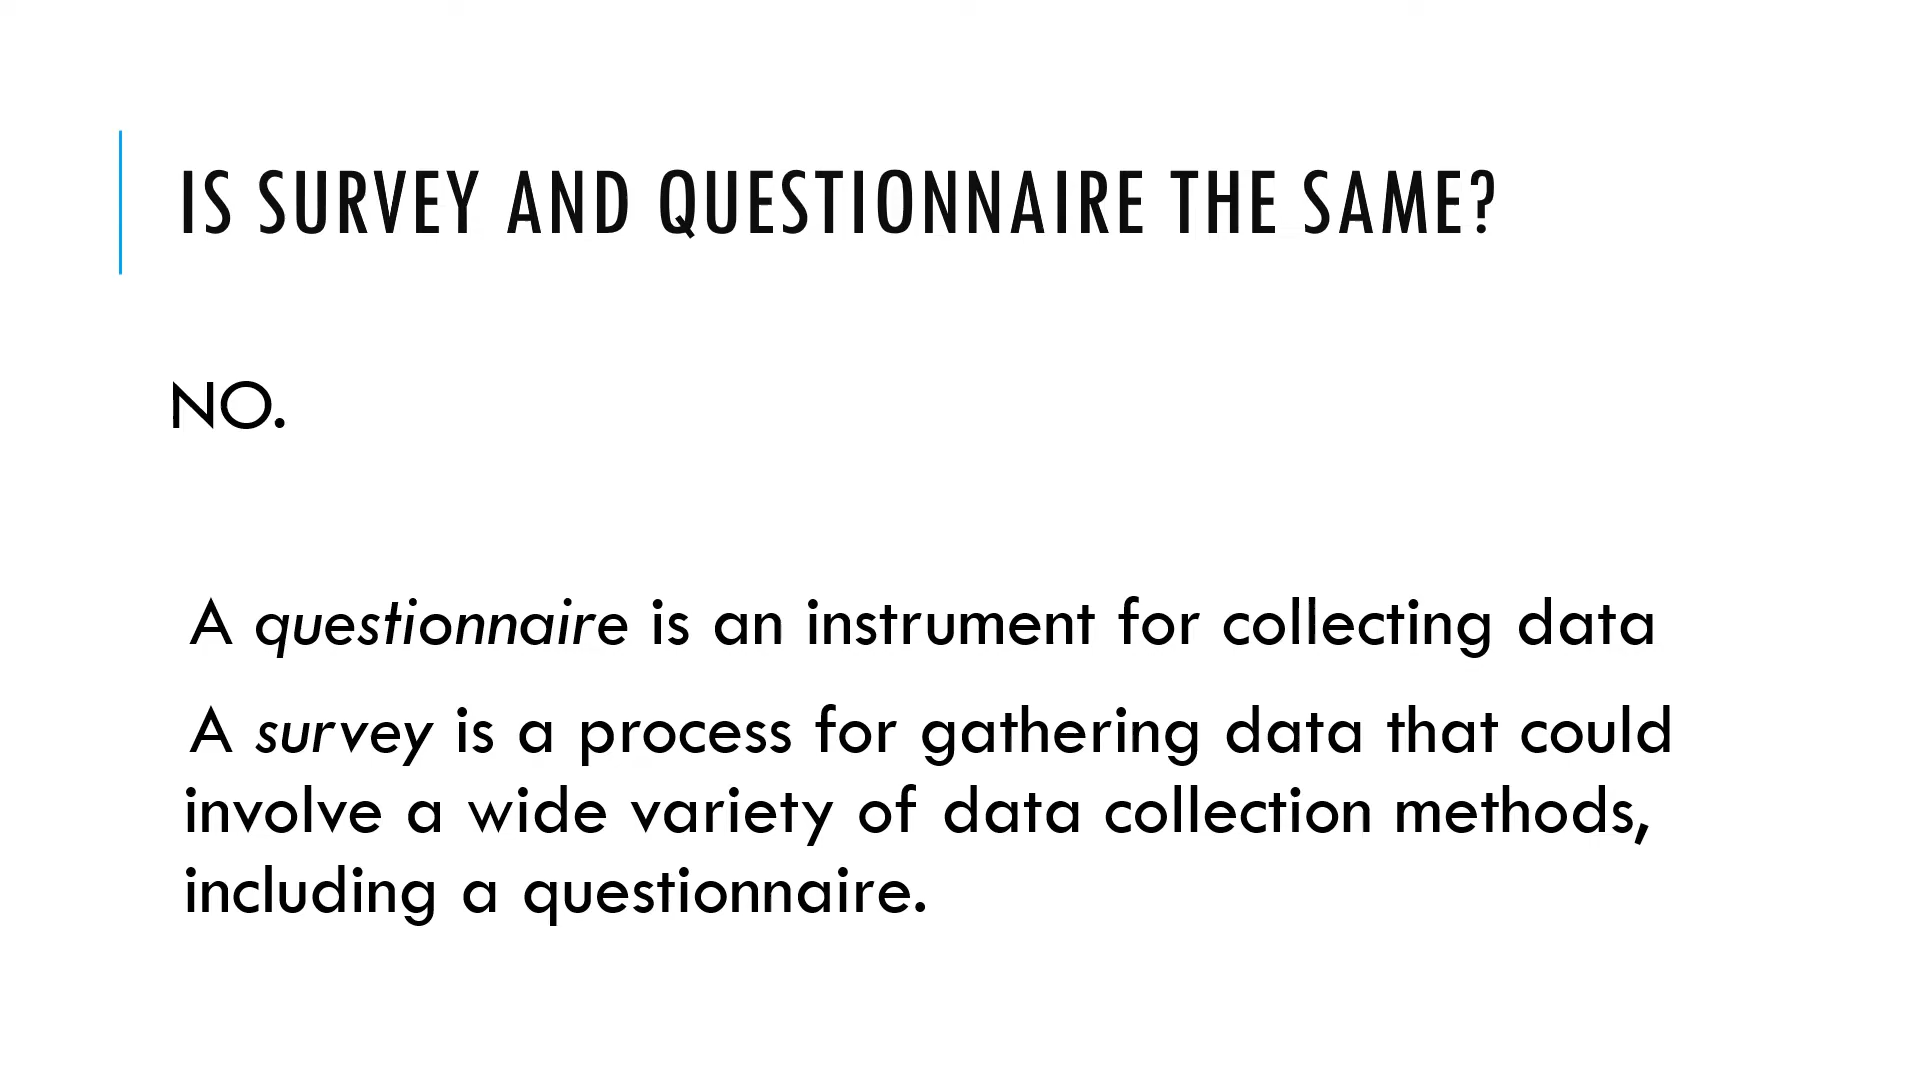 IS SURVEY AND QUESTIONNAIRE THE SAME?
NO.
A questionnaire is an instrument for collecting data
A survey is a process for gathering data that could
involve a wide variety of data collection methods,
including a questionnaire.